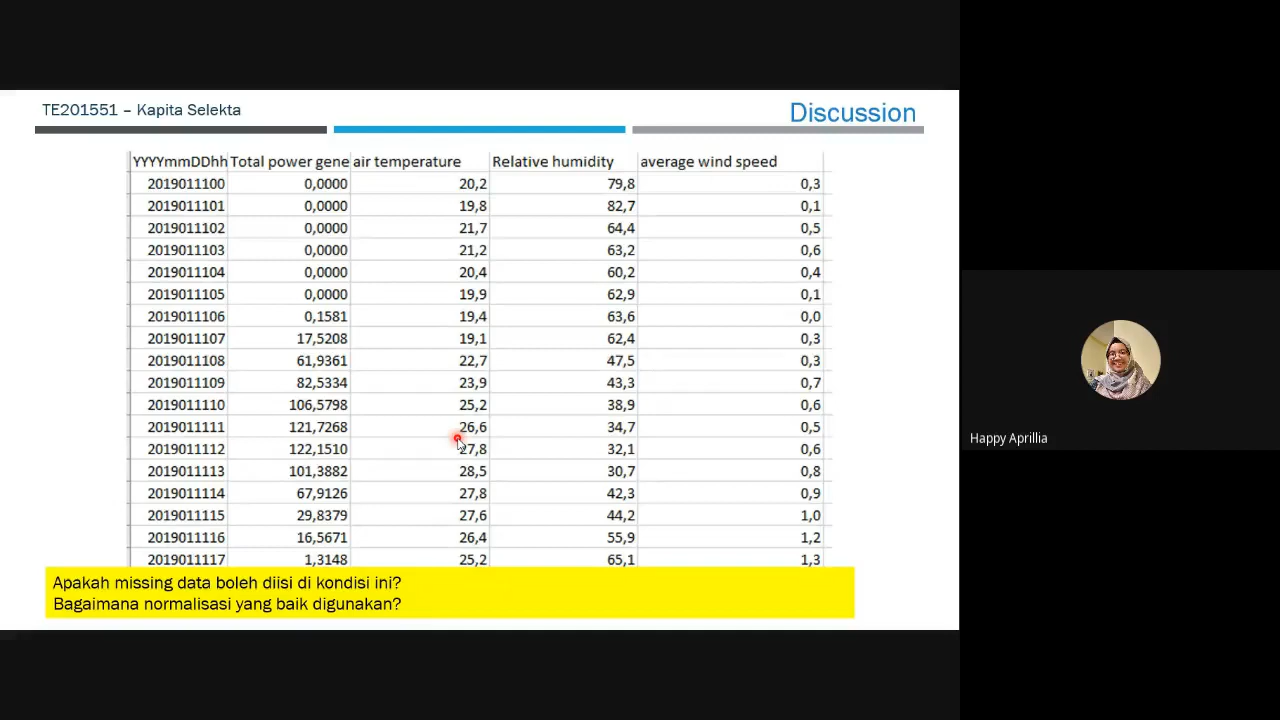 TE201551 – Kapita Selekta
Discussion
YYYYmmDDhh Total power gene air temperature Relative humidity average wind speed
2019011100 0,0000 20,2 79,8 0,3
2019011101 0,0000 19,8 82,7 0,1
2019011102 0,0000 21,7 64,4 0,5
2019011103 0,0000 21,2 63,2 0,6
2019011104 0,0000 20,4 60,2 0,4
2019011105 0,0000 19,9 62,9 0,1
2019011106 0,1581 19,4 63,6 0,0
2019011107 17,5208 19,1 62,4 0,3
2019011108 61,9361 22,7 47,5 0,3
2019011109 82,5334 23,9 43,3 0,7
2019011110 106,5798 25,2 38,9 0,6
2019011111 121,7268 26,6 34,7 0,5
2019011112 122,1510 27,8 32,1 0,6
2019011113 101,3882 28,5 30,7 0,8
2019011114 67,9126 27,8 42,3 0,9
2019011115 29,8379 27,6 44,2 1,0
2019011116 16,5671 26,4 55,9 1,2
2019011117 1,3148 25,2 65,1 1,3
Apakah missing data boleh diisi di kondisi ini?
Bagaimana normalisasi yang baik digunakan?
Happy Aprillia